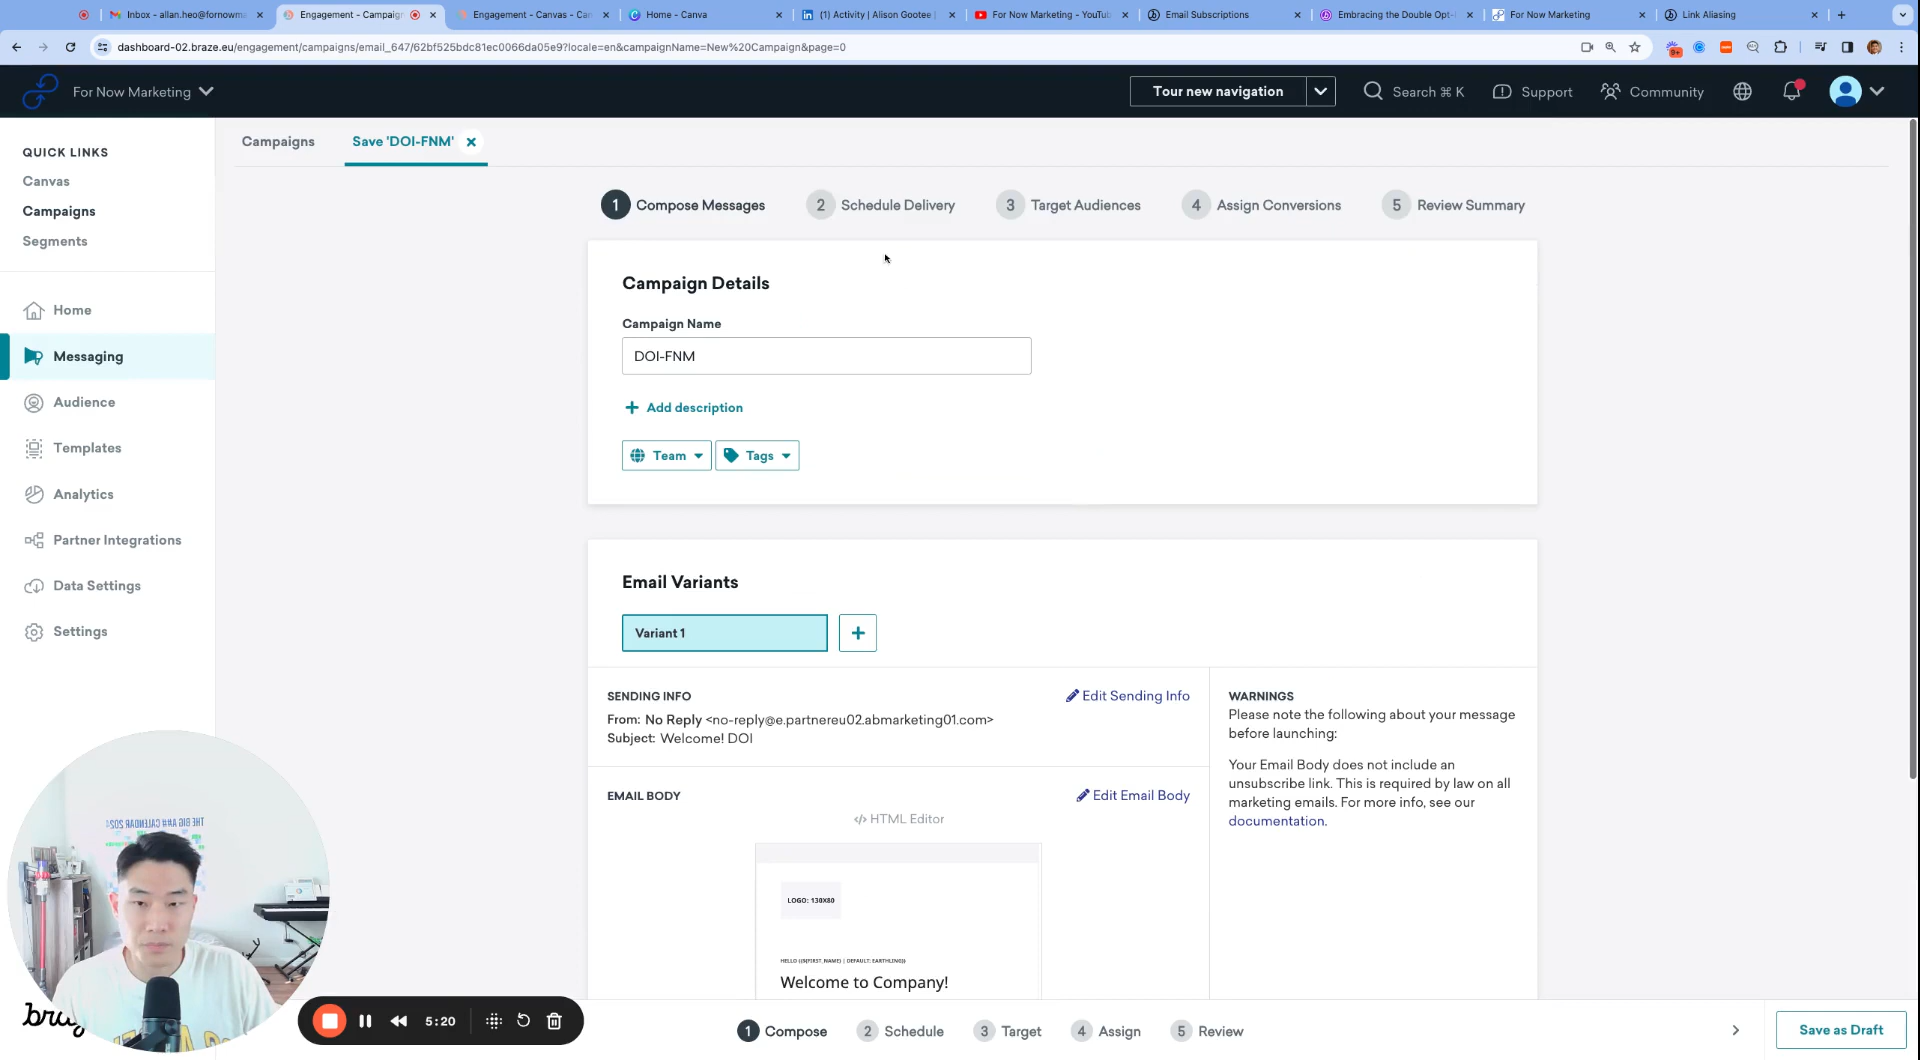 Inbox - allan.heo@fornowma
Engagement - Campaig
Engagement - Canvas - Ca
Home - Canva
(1) Activity | Alison Gootee
For Now Marketing - YouTub
Email Subscriptions
Embracing the Double Opt-
For Now Marketing
Link Aliasing
dashboard-02.braze.eu/engagement/campaigns/email_647/62bf525bdc81ec0066da05e9?locale=en&campaignName=New%20Campaign&page=0
For Now Marketing
Tour new navigation
Search ⌘ K
Support
Community
QUICK LINKS
Canvas
Campaigns
Segments
Home
Messaging
Audience
Templates
Analytics
Partner Integrations
Data Settings
Settings
Campaigns
Save 'DOI-FNM'
1 Compose Messages
2 Schedule Delivery
3 Target Audiences
4 Assign Conversions
5 Review Summary
Campaign Details
Campaign Name
DOI-FNM
Add description
Team
Tags
Email Variants
Variant 1
SENDING INFO
Edit Sending Info
From: No Reply <no-reply@e.partnereu02.abmarketing01.com>
Subject: Welcome! DOI
EMAIL BODY
Edit Email Body
</> HTML Editor
LOGO: 130X80
HELLO {{${FIRST_NAME} | DEFAULT: EARTHLING}}
Welcome to Company!
WARNINGS
Please note the following about your message
before launching:
Your Email Body does not include an
unsubscribe link. This is required by law on all
marketing emails. For more info, see our
documentation.
THE BIG A## CALENDAR 202
5:20
1 Compose
2 Schedule
3 Target
4 Assign
5 Review
Save as Draft